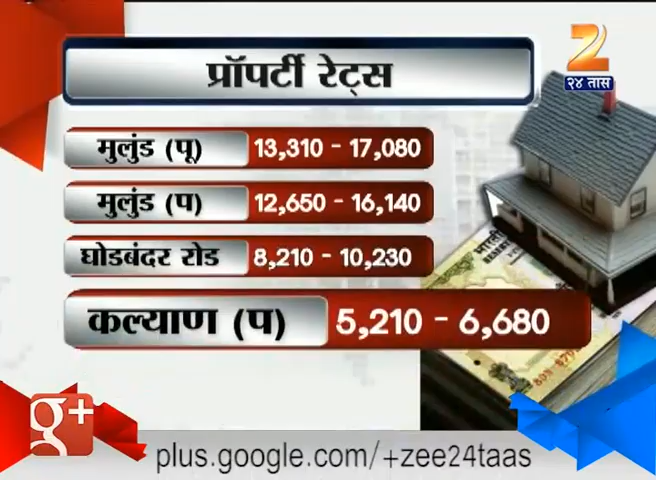 प्रॉपर्टी रेट्स
२४ तास
मुलुंड (पू) 13,310 - 17,080
मुलुंड (प) 12,650 - 16,140
घोडबंदर रोड 8,210 - 10,230
कल्याण (प) 5,210 - 6,680
g+
plus.google.com/+zee24taas